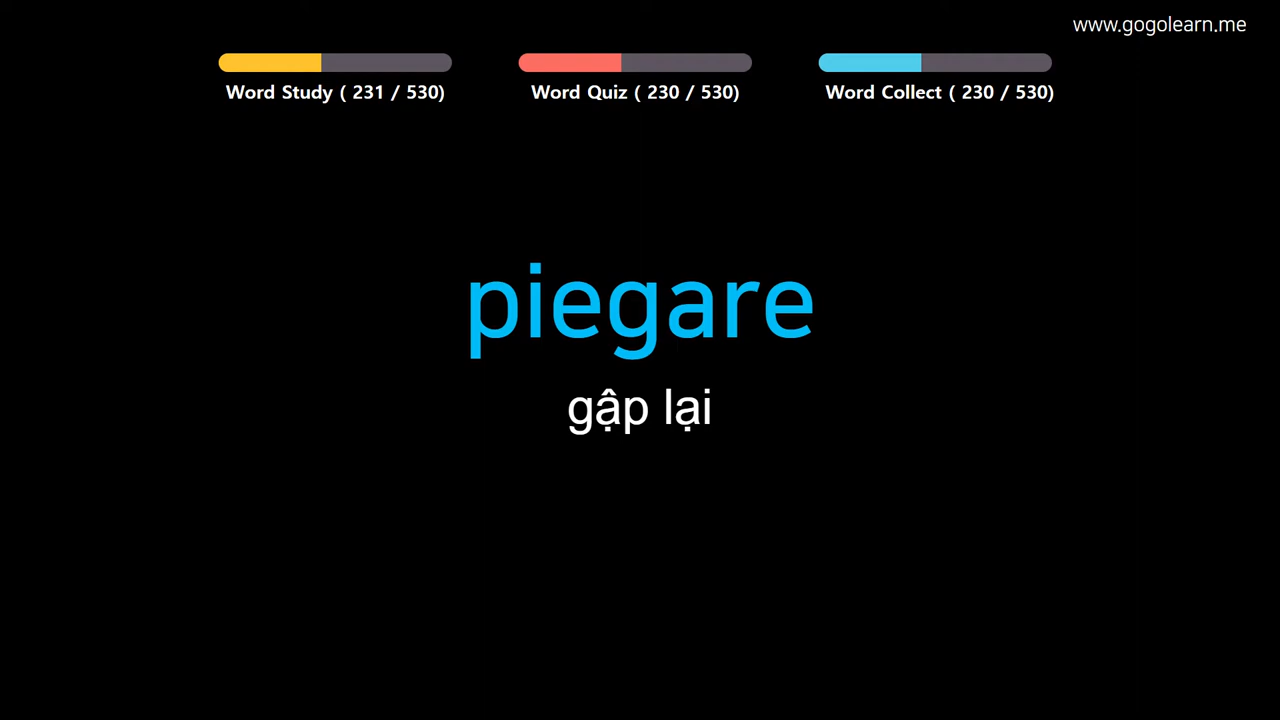 www.gogolearn.me
Word Study ( 231 / 530)
Word Quiz ( 230 / 530)
Word Collect ( 230 / 530)
piegare
gập lại